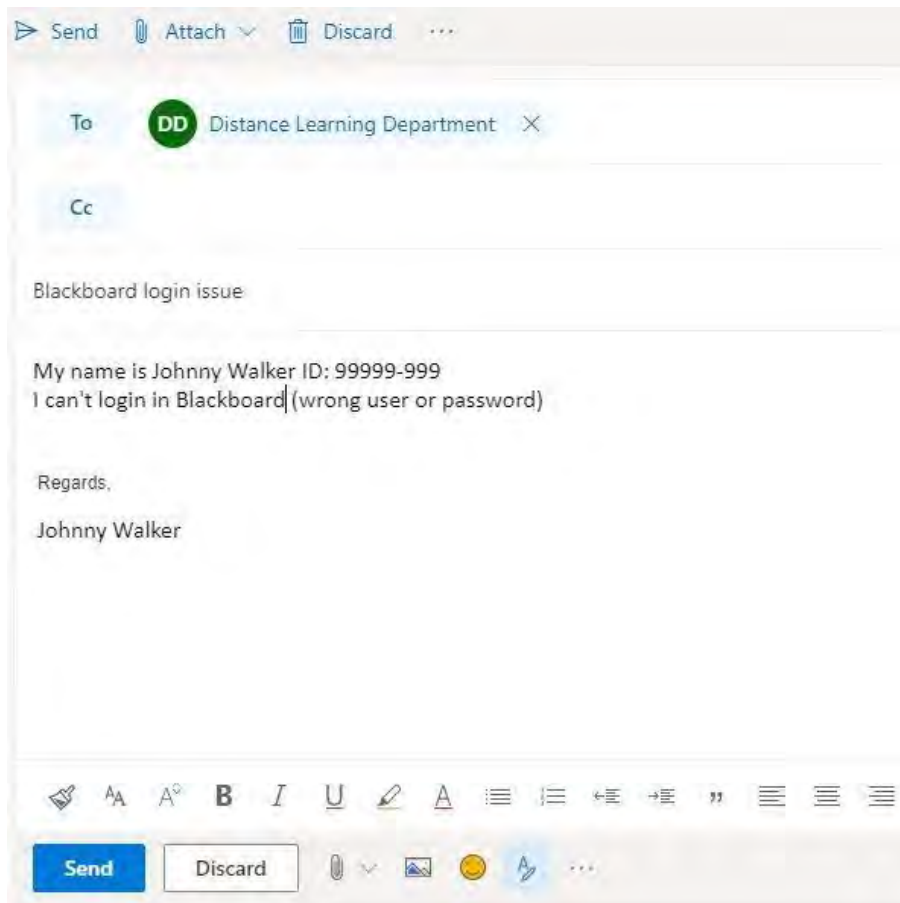 Send Attach Discard ...
To DD Distance Learning Department
Cc
Blackboard login issue
My name is Johnny Walker ID: 99999-999
I can't login in Blackboard (wrong user or password)
Regards,
Johnny Walker
B I U A
Send Discard ...